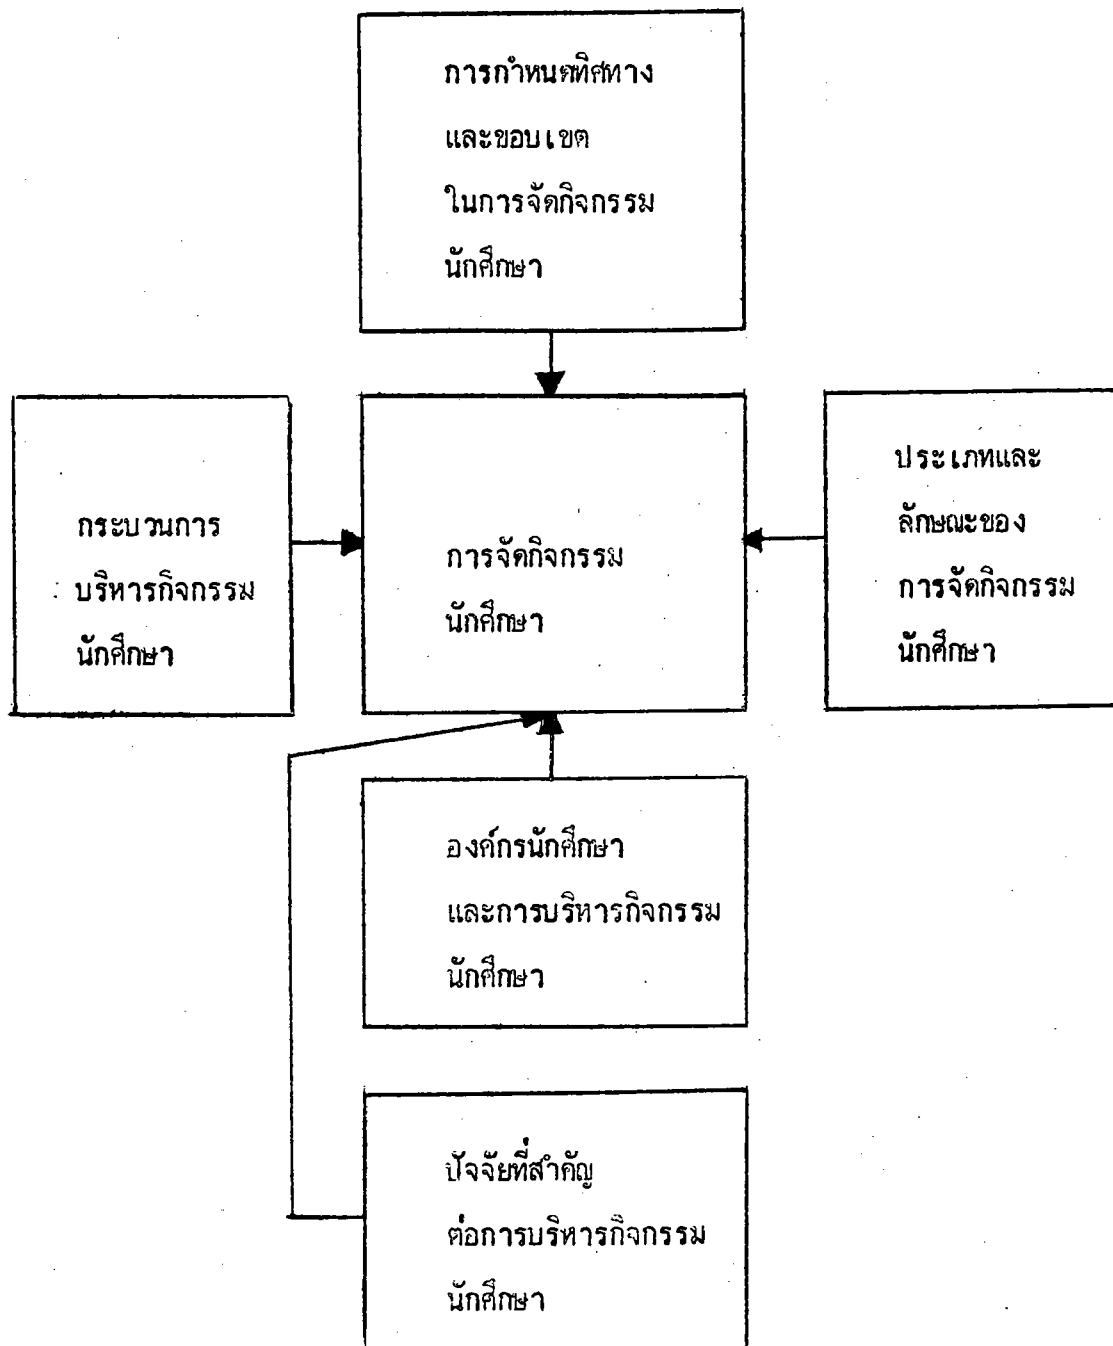 การกำหนดทิศทาง
และขอบเขต
ในการจัดกิจกรรม
นักศึกษา
กระบวนการ
บริหารกิจกรรม
นักศึกษา
การจัดกิจกรรม
นักศึกษา
ประเภทและ
ลักษณะของ
การจัดกิจกรรม
นักศึกษา
องค์กรนักศึกษา
และการบริหารกิจกรรม
นักศึกษา
ปัจจัยที่สำคัญ
ต่อการบริหารกิจกรรม
นักศึกษา